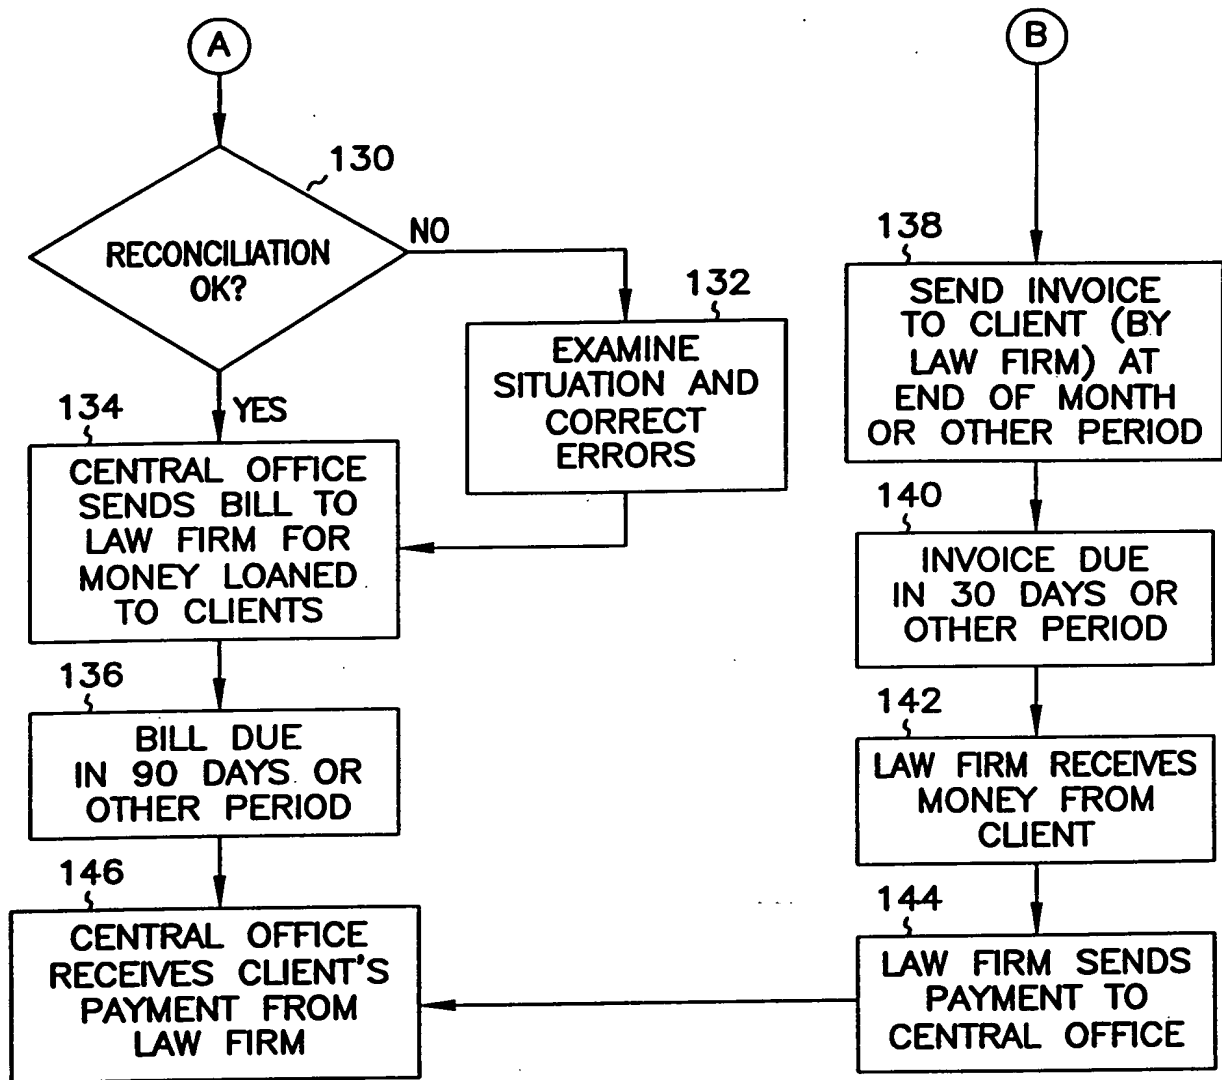 A
130
RECONCILIATION
OK?
NO
YES
132
EXAMINE
SITUATION AND
CORRECT
ERRORS
134
CENTRAL OFFICE
SENDS BILL TO
LAW FIRM FOR
MONEY LOANED
TO CLIENTS
136
BILL DUE
IN 90 DAYS OR
OTHER PERIOD
146
CENTRAL OFFICE
RECEIVES CLIENT'S
PAYMENT FROM
LAW FIRM
B
138
SEND INVOICE
TO CLIENT (BY
LAW FIRM) AT
END OF MONTH
OR OTHER PERIOD
140
INVOICE DUE
IN 30 DAYS OR
OTHER PERIOD
142
LAW FIRM RECEIVES
MONEY FROM
CLIENT
144
LAW FIRM SENDS
PAYMENT TO
CENTRAL OFFICE